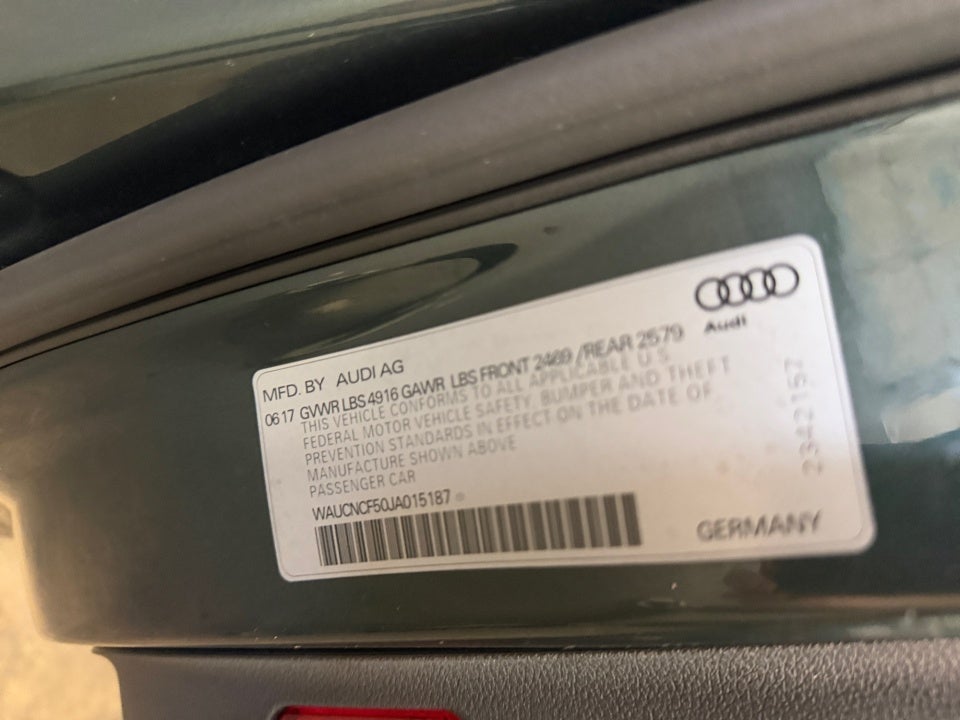 Audi
MFD. BY AUDI AG
0617 GVWR LBS 4916 GAWR LBS FRONT 2469 /REAR 2579
THIS VEHICLE CONFORMS TO ALL APPLICABLE U.S.
FEDERAL MOTOR VEHICLE SAFETY, BUMPER AND THEFT
PREVENTION STANDARDS IN EFFECT ON THE DATE OF
MANUFACTURE SHOWN ABOVE
PASSENGER CAR
WAUCNCF50JA015187
GERMANY
2342157